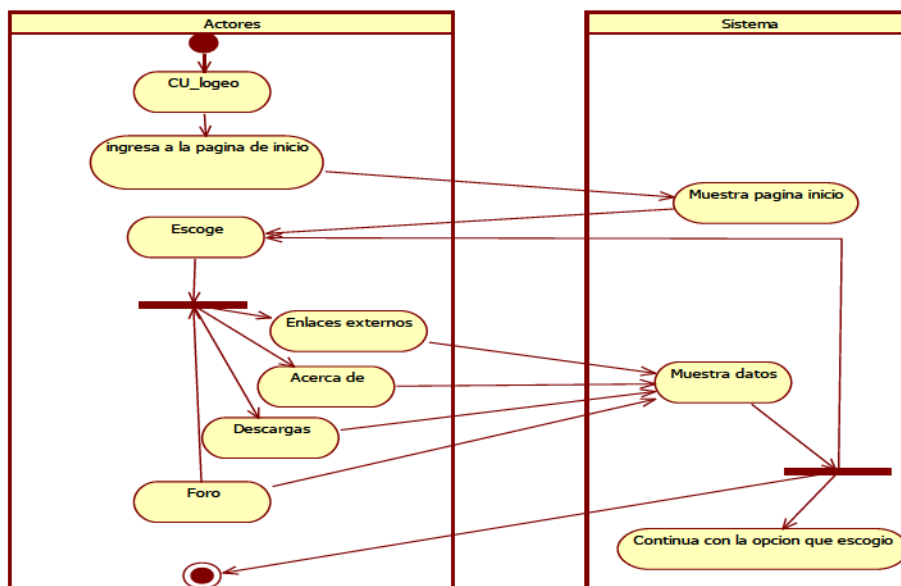 Actores
Sistema
CU_logeo
ingresa a la pagina de inicio
Muestra pagina inicio
Escoge
Enlaces externos
Acerca de
Muestra datos
Descargas
Foro
Continua con la opcion que escogio